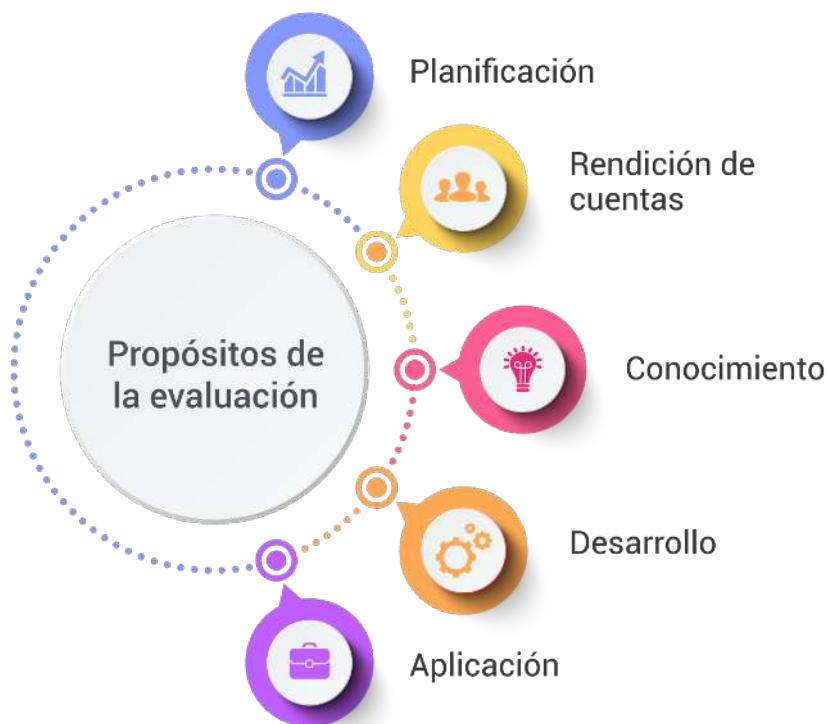 Planificación
Rendición de
cuentas
Propósitos de
la evaluación
Conocimiento
Desarrollo
Aplicación